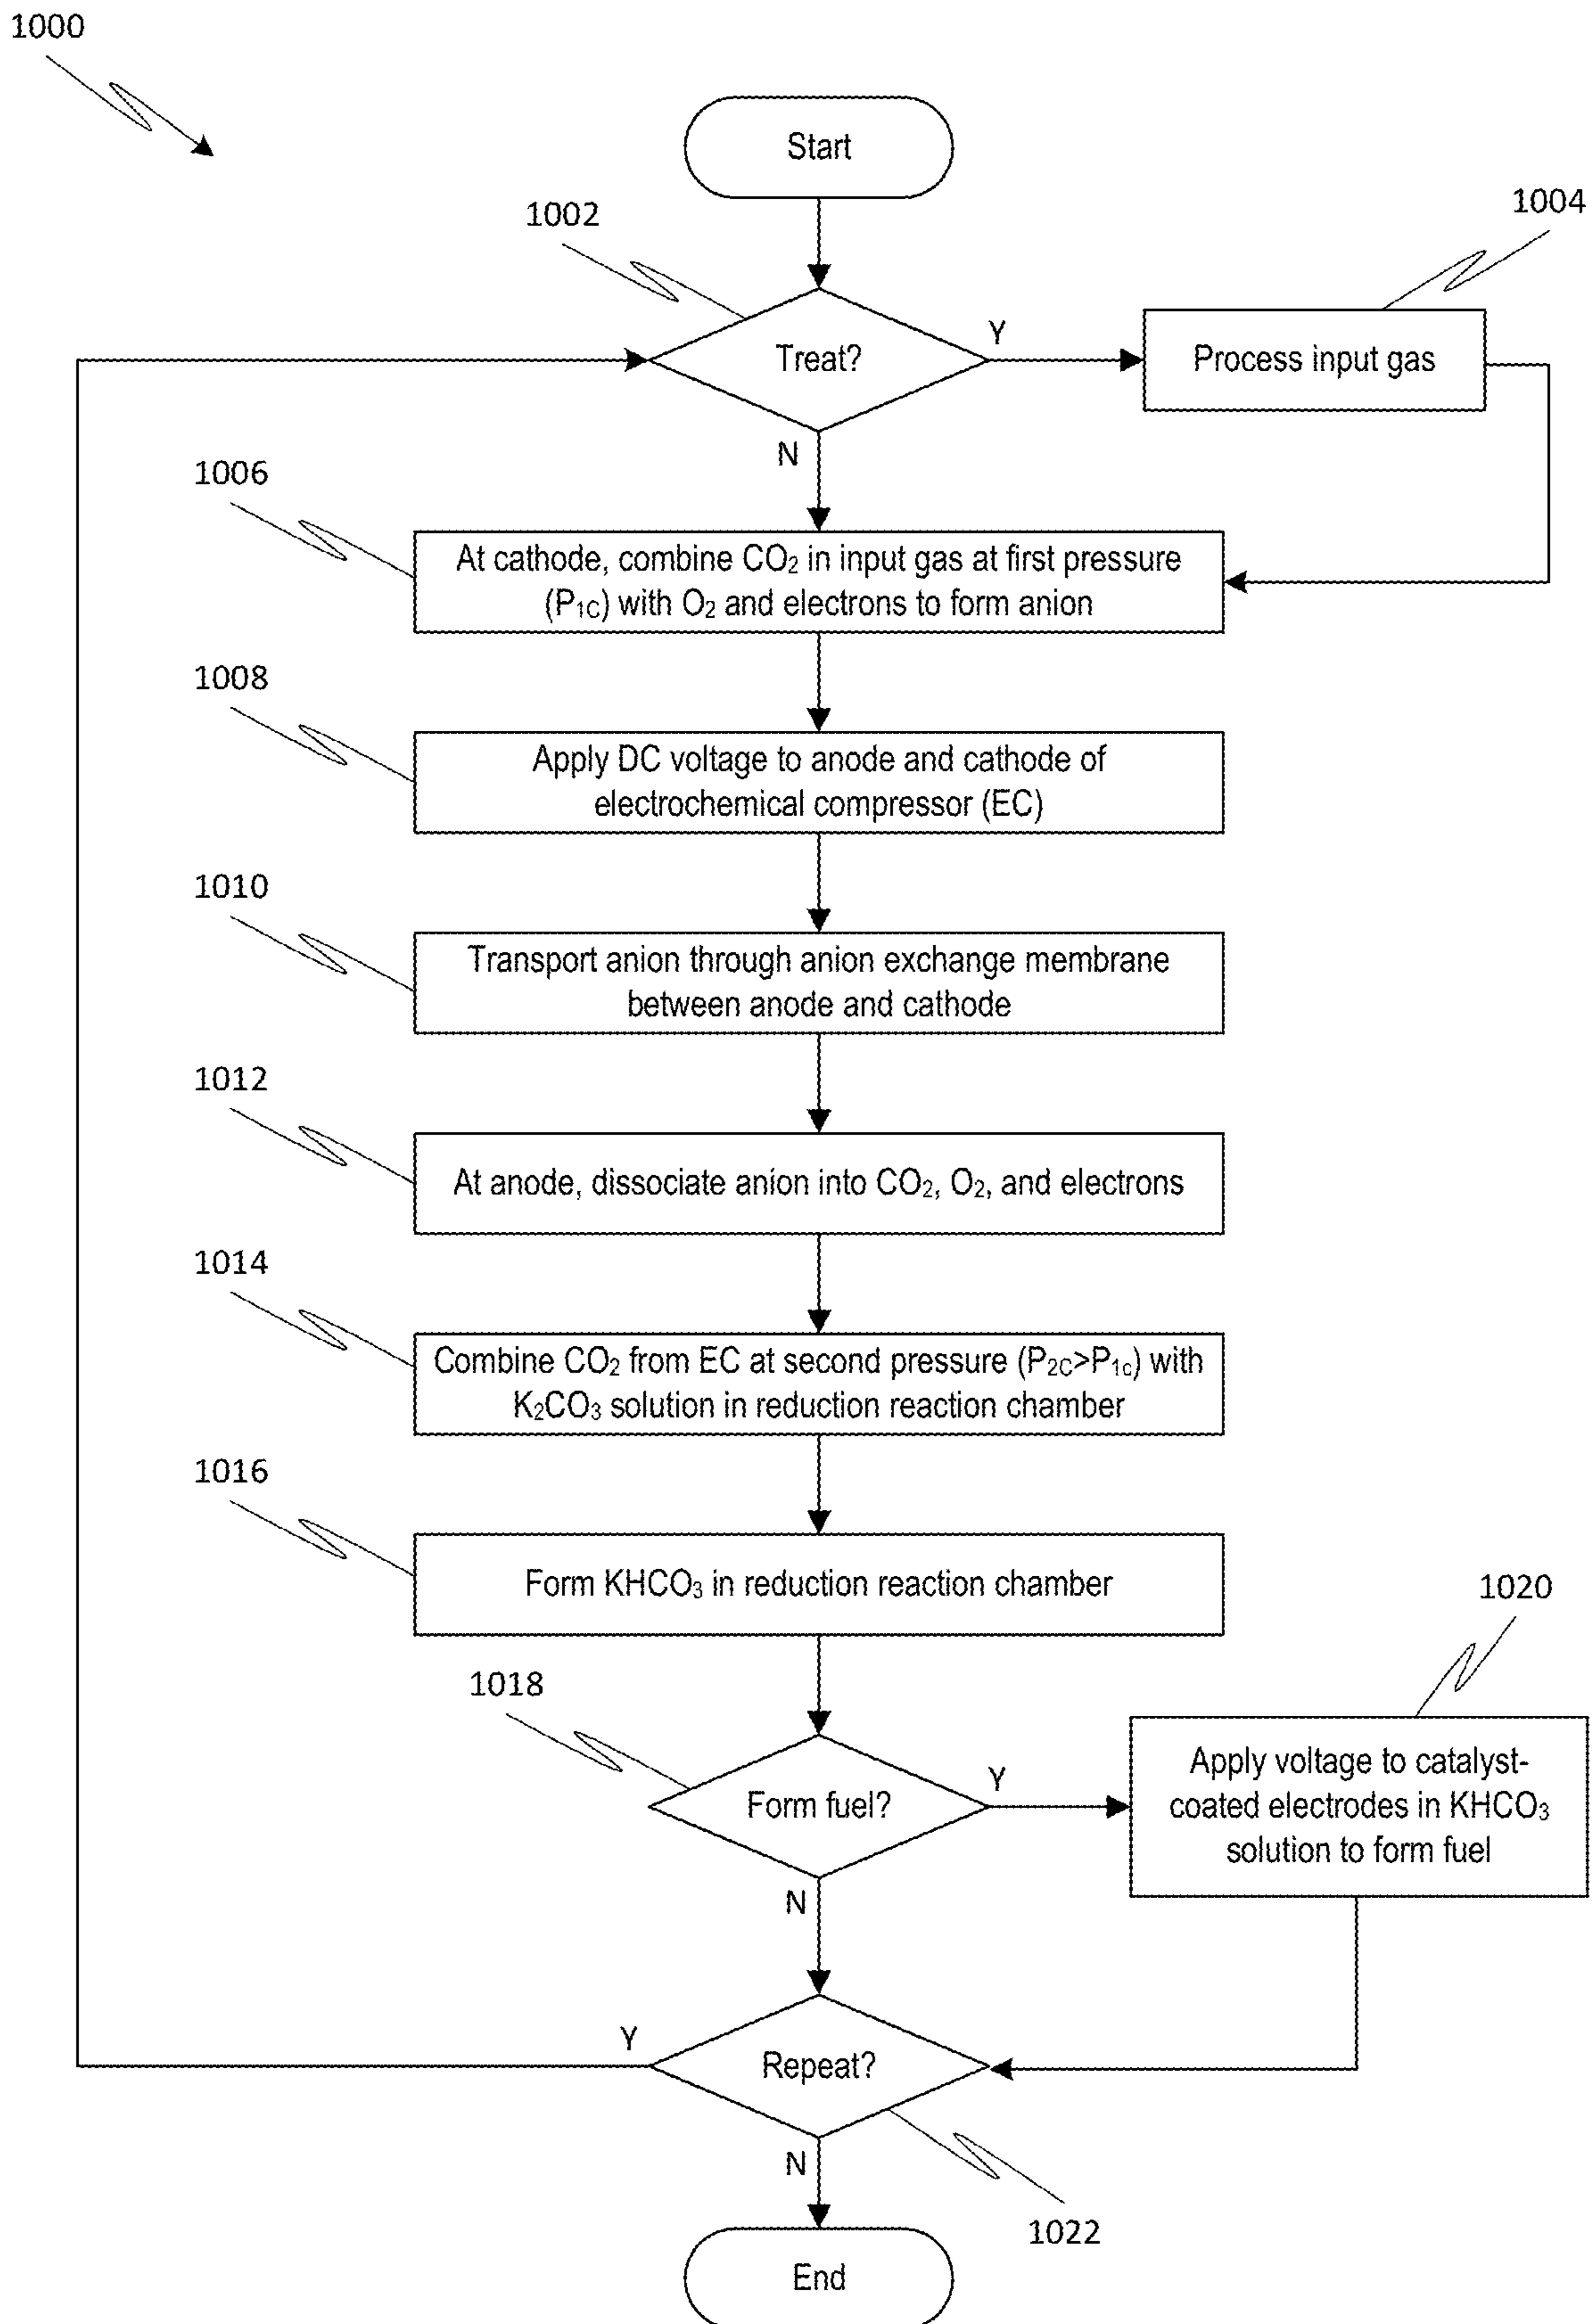 1000
Start
1002
1004
Treat?
Y
Process input gas
N
1006
At cathode, combine CO₂ in input gas at first pressure
(P₁C) with O₂ and electrons to form anion
1008
Apply DC voltage to anode and cathode of
electrochemical compressor (EC)
1010
Transport anion through anion exchange membrane
between anode and cathode
1012
At anode, dissociate anion into CO₂, O₂, and electrons
1014
Combine CO₂ from EC at second pressure (P₂C>P₁c) with
K₂CO₃ solution in reduction reaction chamber
1016
Form KHCO₃ in reduction reaction chamber
1018
1020
Form fuel?
Y
Apply voltage to catalyst-
coated electrodes in KHCO₃
solution to form fuel
N
Y
Repeat?
N
1022
End